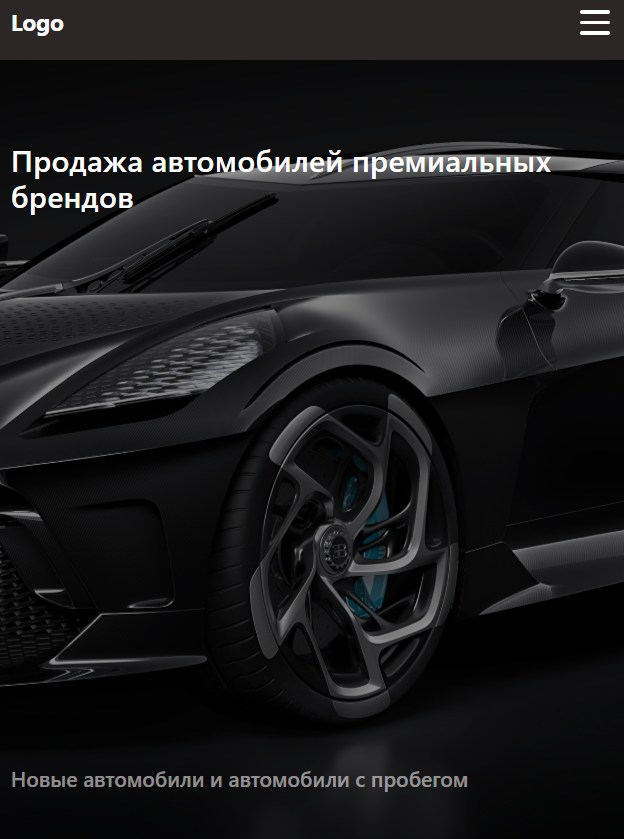 Logo
Продажа автомобилей премиальных
брендов
Новые автомобили и автомобили с пробегом